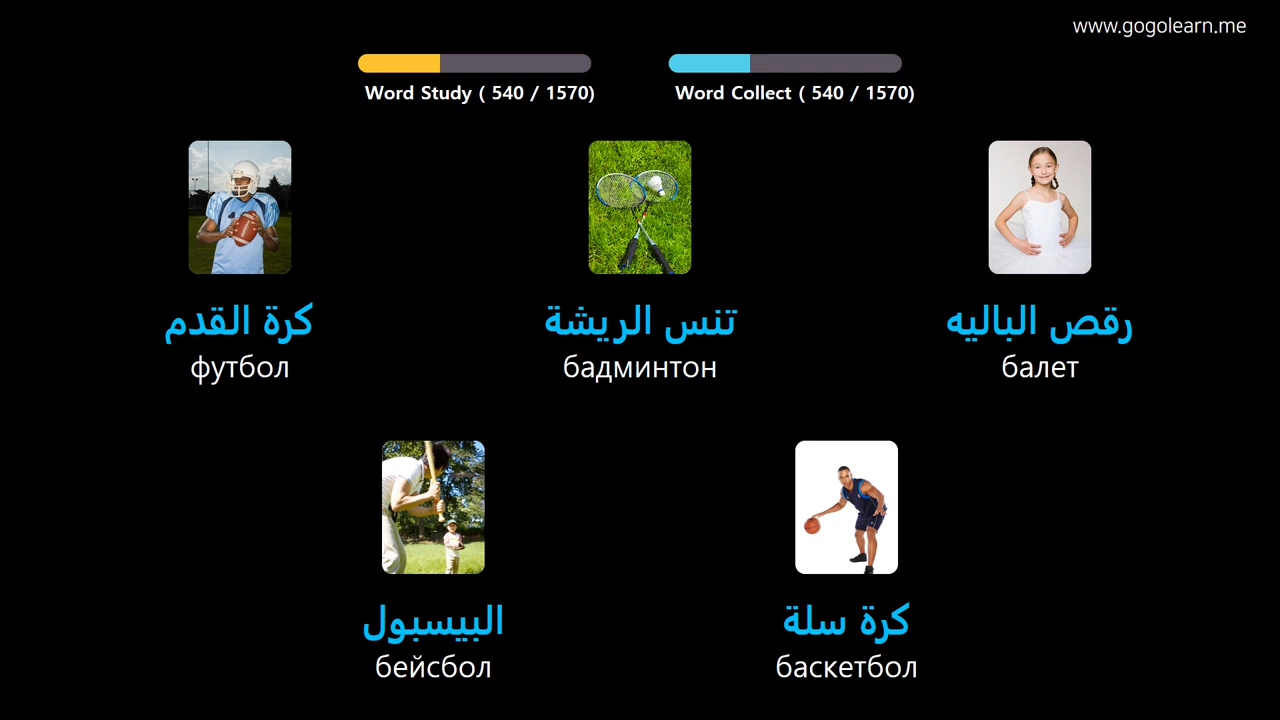 www.gogolearn.me
Word Study ( 540 / 1570)
Word Collect ( 540 / 1570)
كرة القدم
футбол
تنس الريشة
бадминтон
رقص الباليه
балет
البيسبول
бейсбол
كرة سلة
баскетбол